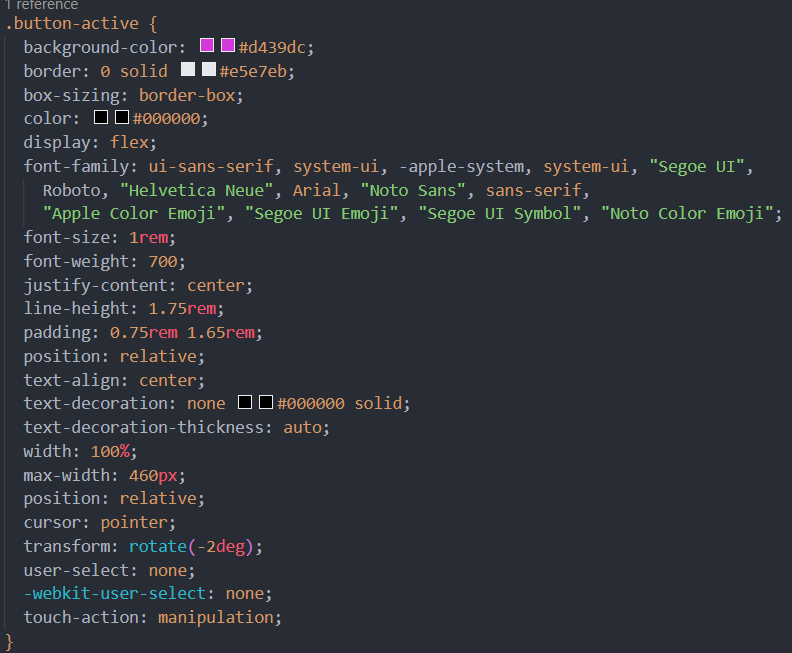 1 reference
.button-active {
background-color: #d439dc;
border: 0 solid #e5e7eb;
box-sizing: border-box;
color: #000000;
display: flex;
font-family: ui-sans-serif, system-ui, -apple-system, system-ui, "Segoe UI",
Roboto, "Helvetica Neue", Arial, "Noto Sans", sans-serif,
"Apple Color Emoji", "Segoe UI Emoji", "Segoe UI Symbol", "Noto Color Emoji";
font-size: 1rem;
font-weight: 700;
justify-content: center;
line-height: 1.75rem;
padding: 0.75rem 1.65rem;
position: relative;
text-align: center;
text-decoration: none #000000 solid;
text-decoration-thickness: auto;
width: 100%;
max-width: 460px;
position: relative;
cursor: pointer;
transform: rotate(-2deg);
user-select: none;
-webkit-user-select: none;
touch-action: manipulation;
}